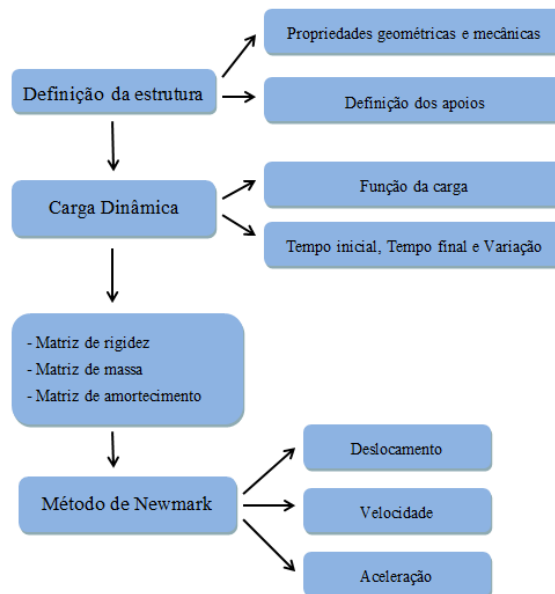 Propriedades geométricas e mecânicas
Definição da estrutura
Definição dos apoios
Função da carga
Carga Dinâmica
Tempo inicial, Tempo final e Variação
- Matriz de rigidez
- Matriz de massa
- Matriz de amortecimento
Deslocamento
Método de Newmark
Velocidade
Aceleração